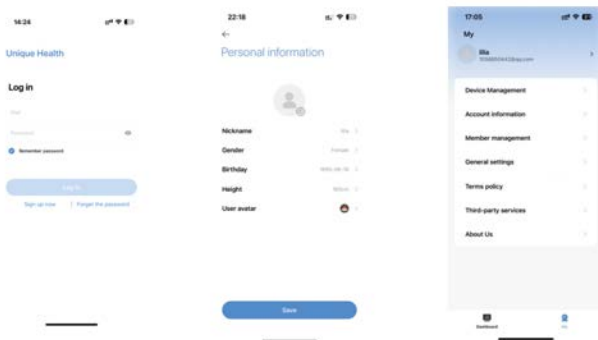 14:24
Unique Health
Log in
Remember password
Log in
Sign up now | Forget the password
22:18
Personal information
Nickname
Gender
Female
Birthday
Height
User avatar
Save
17:05
My
lilia
Device Management
Account information
Member management
General settings
Terms policy
Third-party services
About Us
Dashboard
My